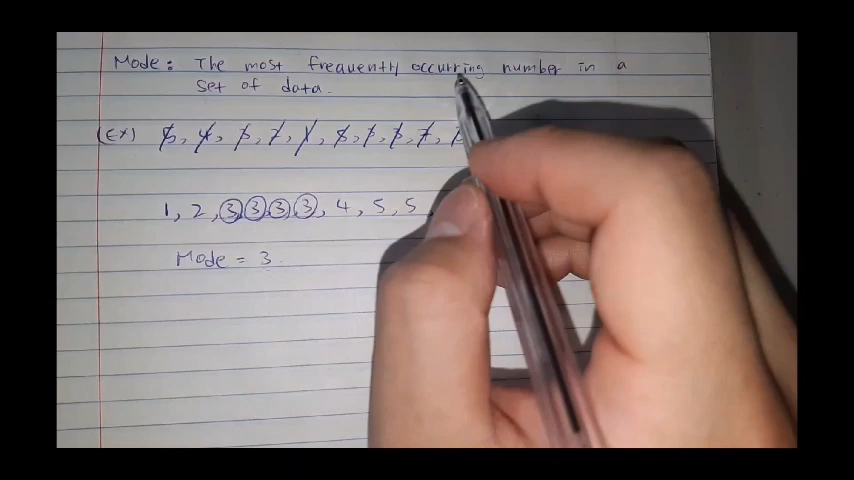 Mode: The most frequently occurring number in a
set of data.
(Ex)
1, 2, 3, 3, 3, 3, 4, 5, 5,
Mode = 3.